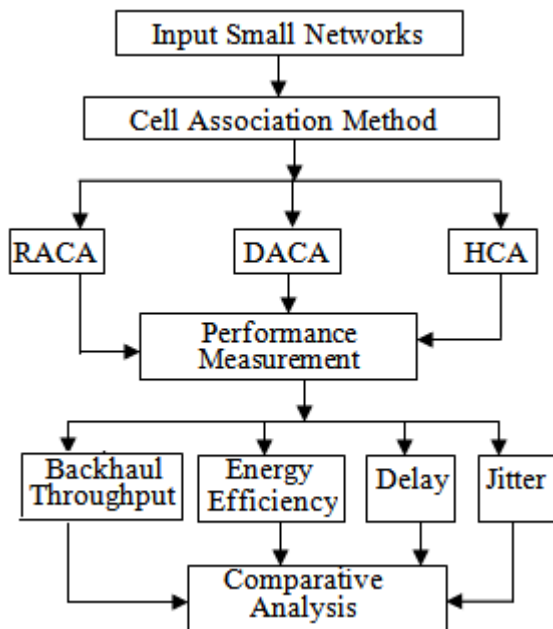 Input Small Networks
Cell Association Method
RACA
DACA
HCA
Performance
Measurement
Backhaul
Throughput
Energy
Efficiency
Delay
Jitter
Comparative
Analysis